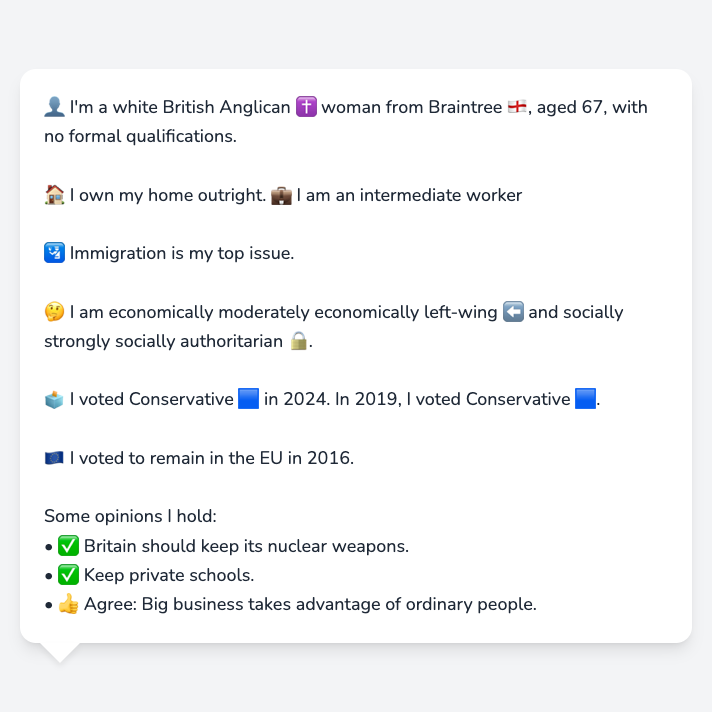 👤 I'm a white British Anglican ✝️ woman from Braintree 🏴󠁧󠁢󠁥󠁮󠁧󠁿, aged 67, with
no formal qualifications.
🏠 I own my home outright. 💼 I am an intermediate worker
🛂 Immigration is my top issue.
🤔 I am economically moderately economically left-wing ⬅️ and socially
strongly socially authoritarian 🔒.
🗳️ I voted Conservative 🟦 in 2024. In 2019, I voted Conservative 🟦.
🇪🇺 I voted to remain in the EU in 2016.
Some opinions I hold:
• ✅ Britain should keep its nuclear weapons.
• ✅ Keep private schools.
• 👍 Agree: Big business takes advantage of ordinary people.